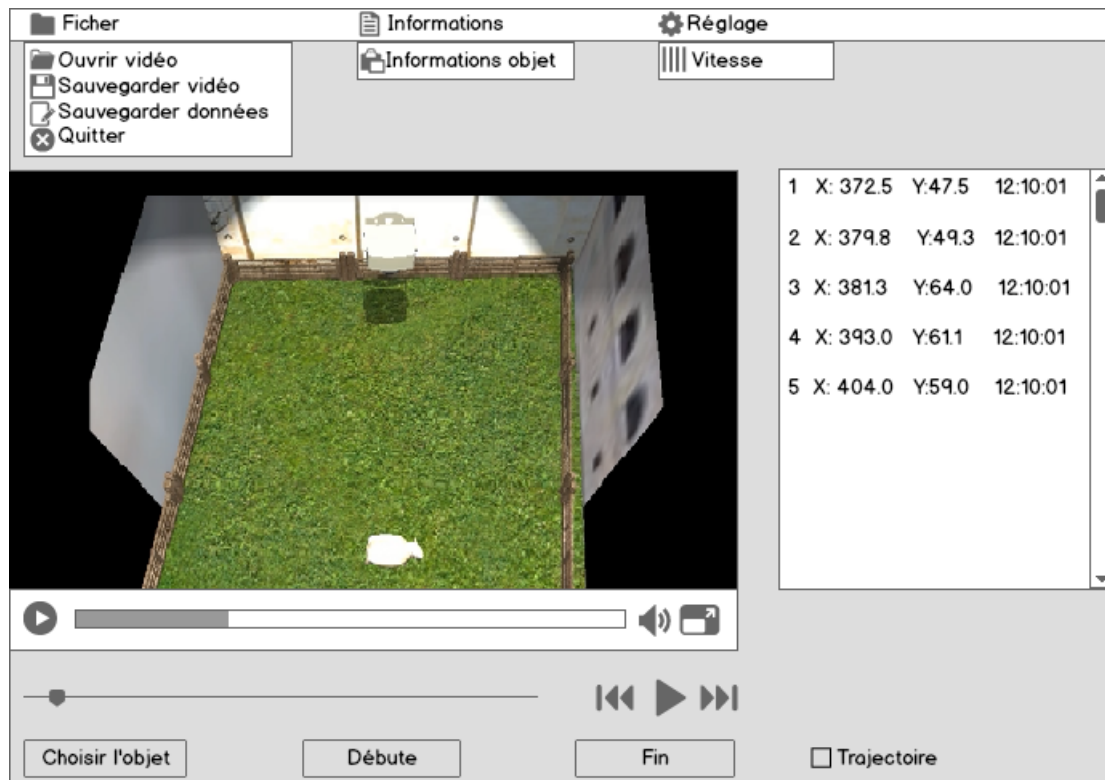 Ficher Informations Réglage
Ouvrir vidéo Informations objet Vitesse
Sauvegarder vidéo
Sauvegarder données
Quitter
1 X: 372.5 Y:47.5 12:10:01
2 X: 379.8 Y:49.3 12:10:01
3 X: 381.3 Y:64.0 12:10:01
4 X: 393.0 Y:61.1 12:10:01
5 X: 404.0 Y:59.0 12:10:01
Choisir l'objet Débute Fin Trajectoire